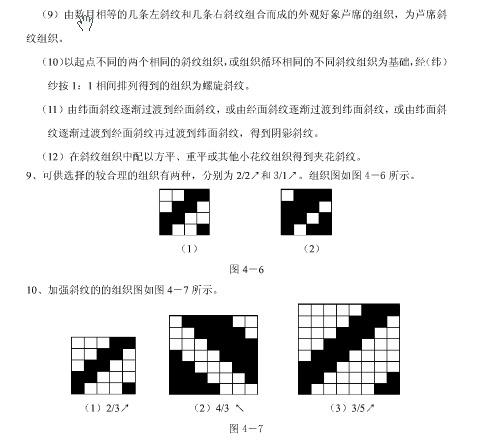 （9）由数目相等的几条左斜纹和几条右斜纹组合而成的外观好象芦席的组织，为芦席斜
纹组织。
（10）以起点不同的两个相同的斜纹组织,或组织循环相同的不同斜纹组织为基础,经(纬)
纱按1：1相间排列得到的组织为螺旋斜纹。
（11）由纬面斜纹逐渐过渡到经面斜纹，或由经面斜纹逐渐过渡到纬面斜纹，或由纬面斜
纹逐渐过渡到经面斜纹再过渡到纬面斜纹，得到阴影斜纹。
（12）在斜纹组织中配以方平、重平或其他小花纹组织得到夹花斜纹。
9、可供选择的较合理的组织有两种，分别为2/2↗和3/1↗。组织图如图4－6所示。
（1） （2）
图4－6
10、加强斜纹的的组织图如图4－7所示。
（1）2/3↗ （2）4/3 ↖ （3）3/5↗
图4－7